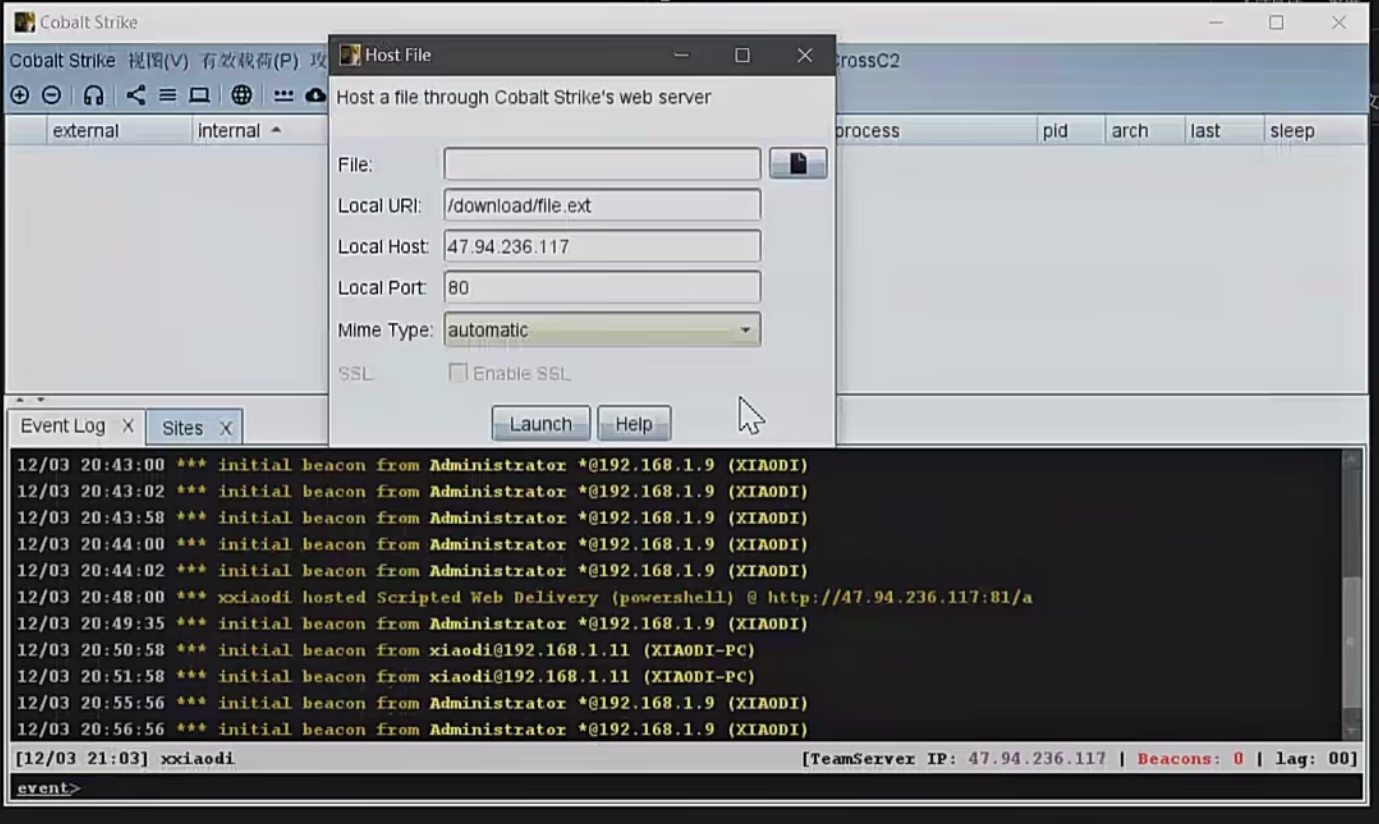 Cobalt Strike
Host File
Cobalt Strike 视图(V) 有效载荷(P) 攻
CrossC2
Host a file through Cobalt Strike's web server
external internal process pid arch last sleep
File:
Local URI: /download/file.ext
Local Host: 47.94.236.117
Local Port: 80
Mime Type: automatic
SSL: Enable SSL
Launch Help
Event Log X Sites X
12/03 20:43:00 *** initial beacon from Administrator *@192.168.1.9 (XIAODI)
12/03 20:43:02 *** initial beacon from Administrator *@192.168.1.9 (XIAODI)
12/03 20:43:58 *** initial beacon from Administrator *@192.168.1.9 (XIAODI)
12/03 20:44:00 *** initial beacon from Administrator *@192.168.1.9 (XIAODI)
12/03 20:44:02 *** initial beacon from Administrator *@192.168.1.9 (XIAODI)
12/03 20:48:00 *** xxiaodi hosted Scripted Web Delivery (powershell) @ http://47.94.236.117:81/a
12/03 20:49:35 *** initial beacon from Administrator *@192.168.1.9 (XIAODI)
12/03 20:50:58 *** initial beacon from xiaodi@192.168.1.11 (XIAODI-PC)
12/03 20:51:58 *** initial beacon from xiaodi@192.168.1.11 (XIAODI-PC)
12/03 20:55:56 *** initial beacon from Administrator *@192.168.1.9 (XIAODI)
12/03 20:56:56 *** initial beacon from Administrator *@192.168.1.9 (XIAODI)
[12/03 21:03] xxiaodi [TeamServer IP: 47.94.236.117 | Beacons: 0 | lag: 00]
event>